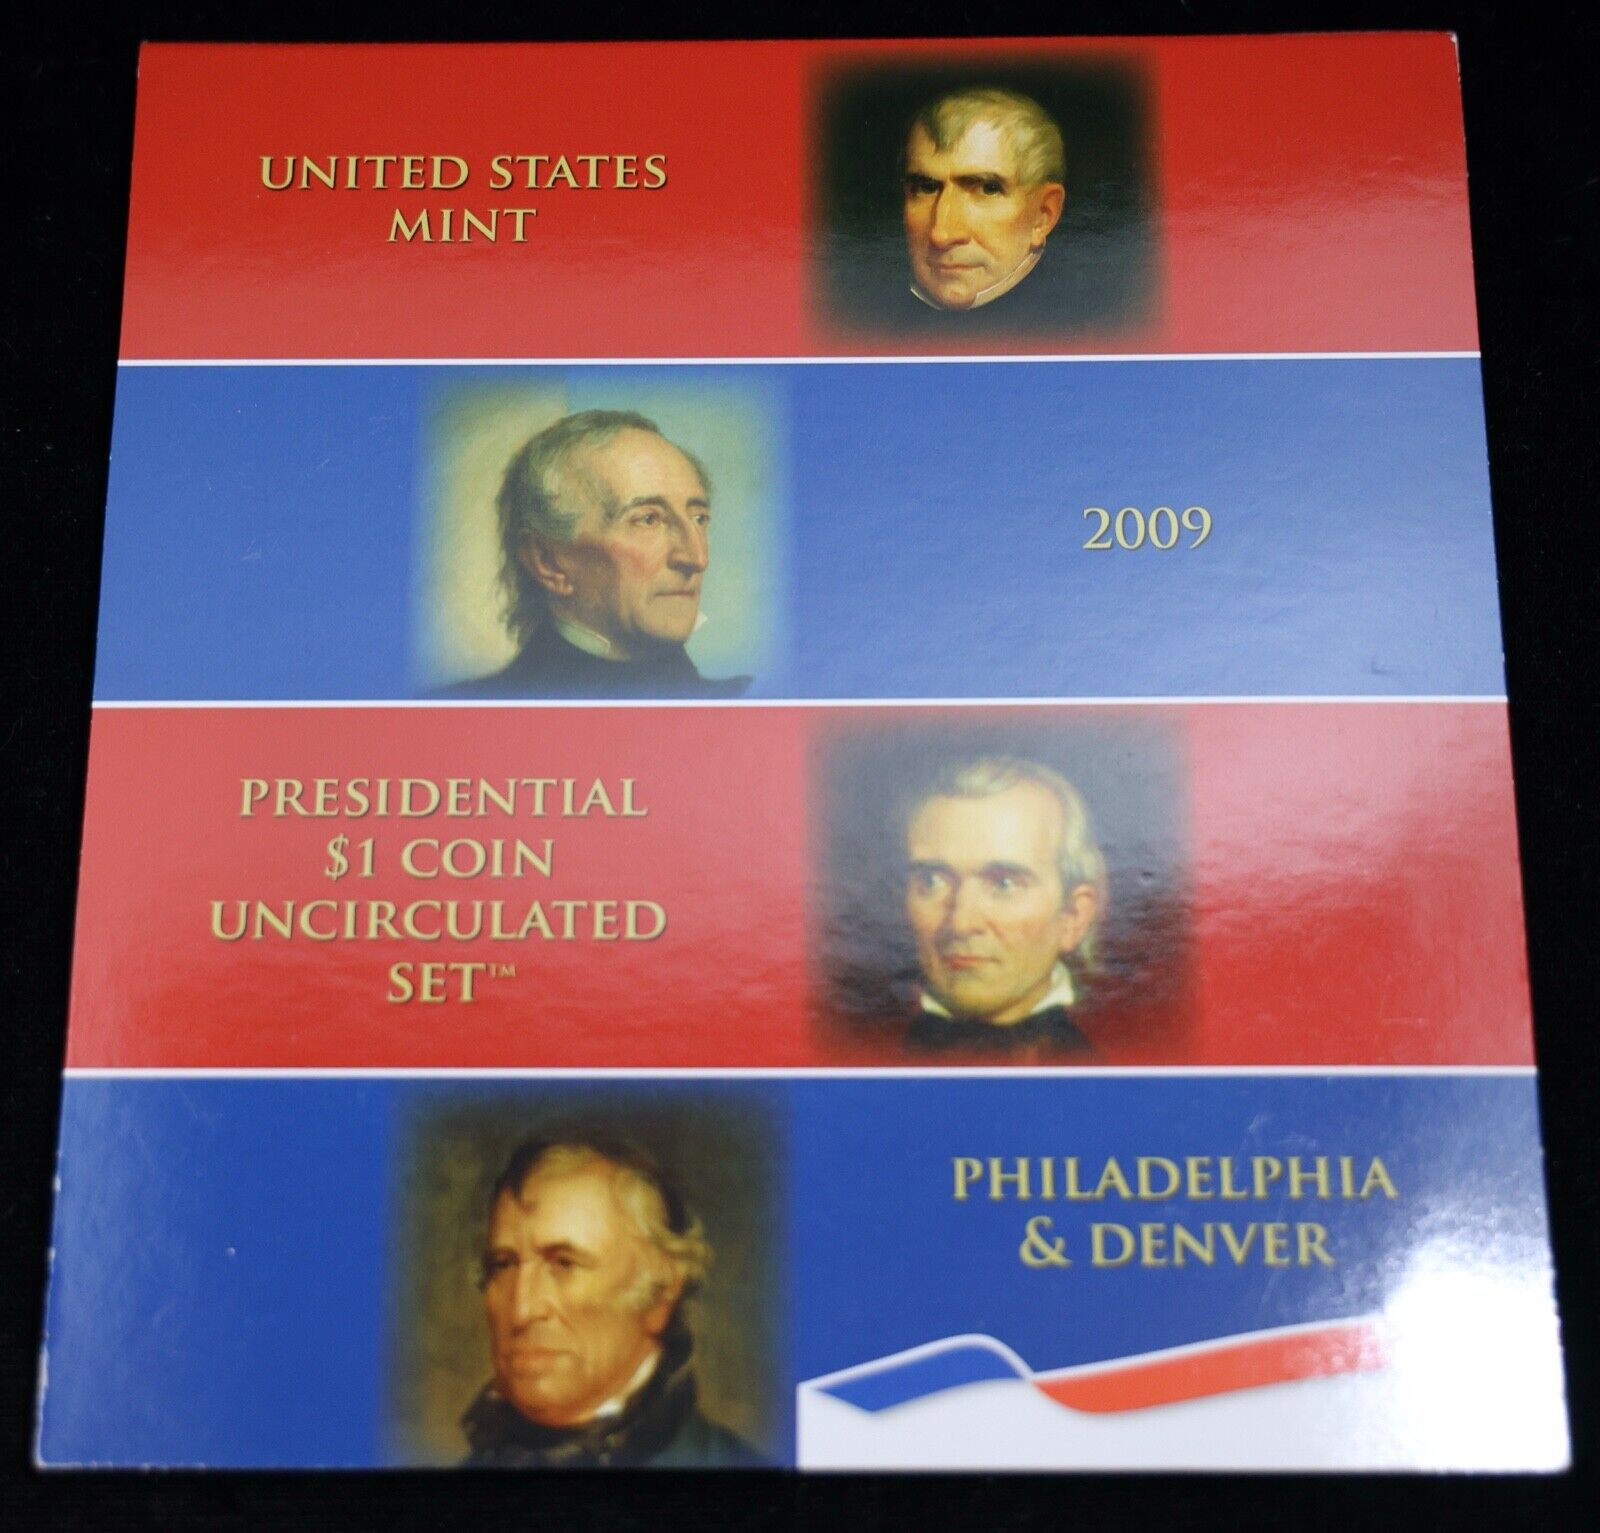 UNITED STATES
MINT
2009
PRESIDENTIAL
$1 COIN
UNCIRCULATED
SET™
PHILADELPHIA
& DENVER